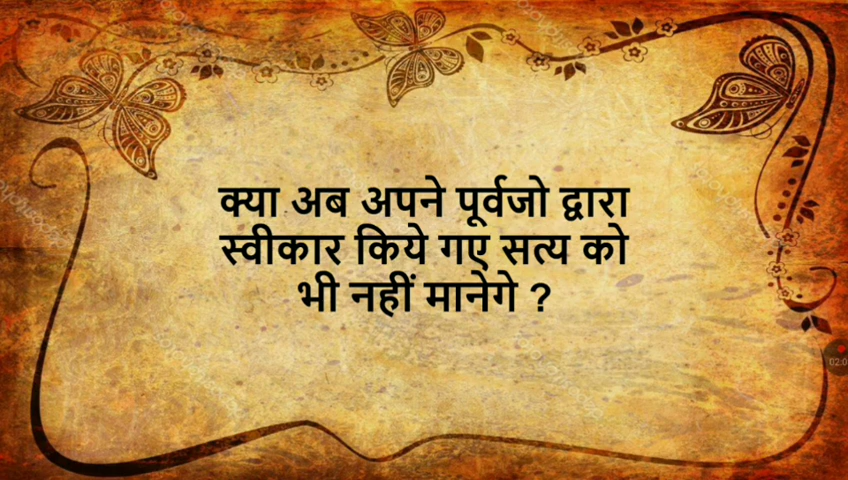 क्या अब अपने पूर्वजो द्वारा
स्वीकार किये गए सत्य को
भी नहीं मानेगे ?